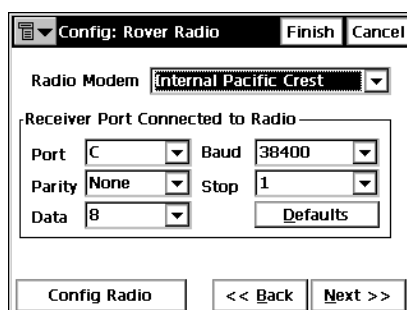 Config: Rover Radio Finish Cancel
Radio Modem Internal Pacific Crest
Receiver Port Connected to Radio
Port C Baud 38400
Parity None Stop 1
Data 8 Defaults
Config Radio << Back Next >>